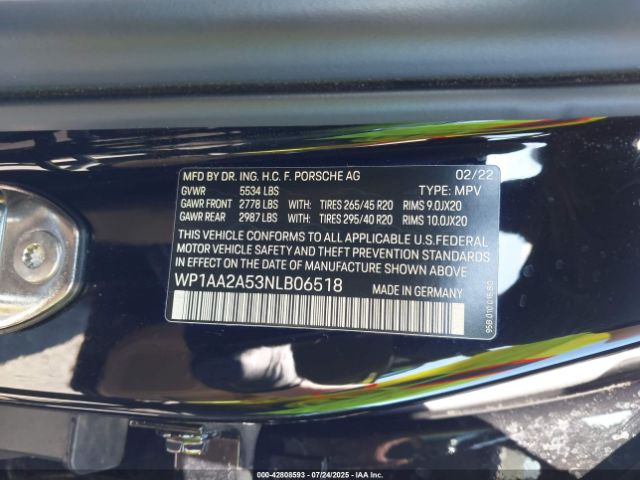 MFD BY DR. ING. H.C. F. PORSCHE AG 02/22
GVWR 5534 LBS TYPE: MPV
GAWR FRONT 2778 LBS WITH: TIRES 265/45 R20 RIMS 9.0JX20
GAWR REAR 2987 LBS WITH: TIRES 295/40 R20 RIMS 10.0JX20
THIS VEHICLE CONFORMS TO ALL APPLICABLE U.S.FEDERAL
MOTOR VEHICLE SAFETY AND THEFT PREVENTION STANDARDS
IN EFFECT ON THE DATE OF MANUFACTURE SHOWN ABOVE.
WP1AA2A53NLB06518 MADE IN GERMANY
000-42808593 07/24/2025 IAAI.COM